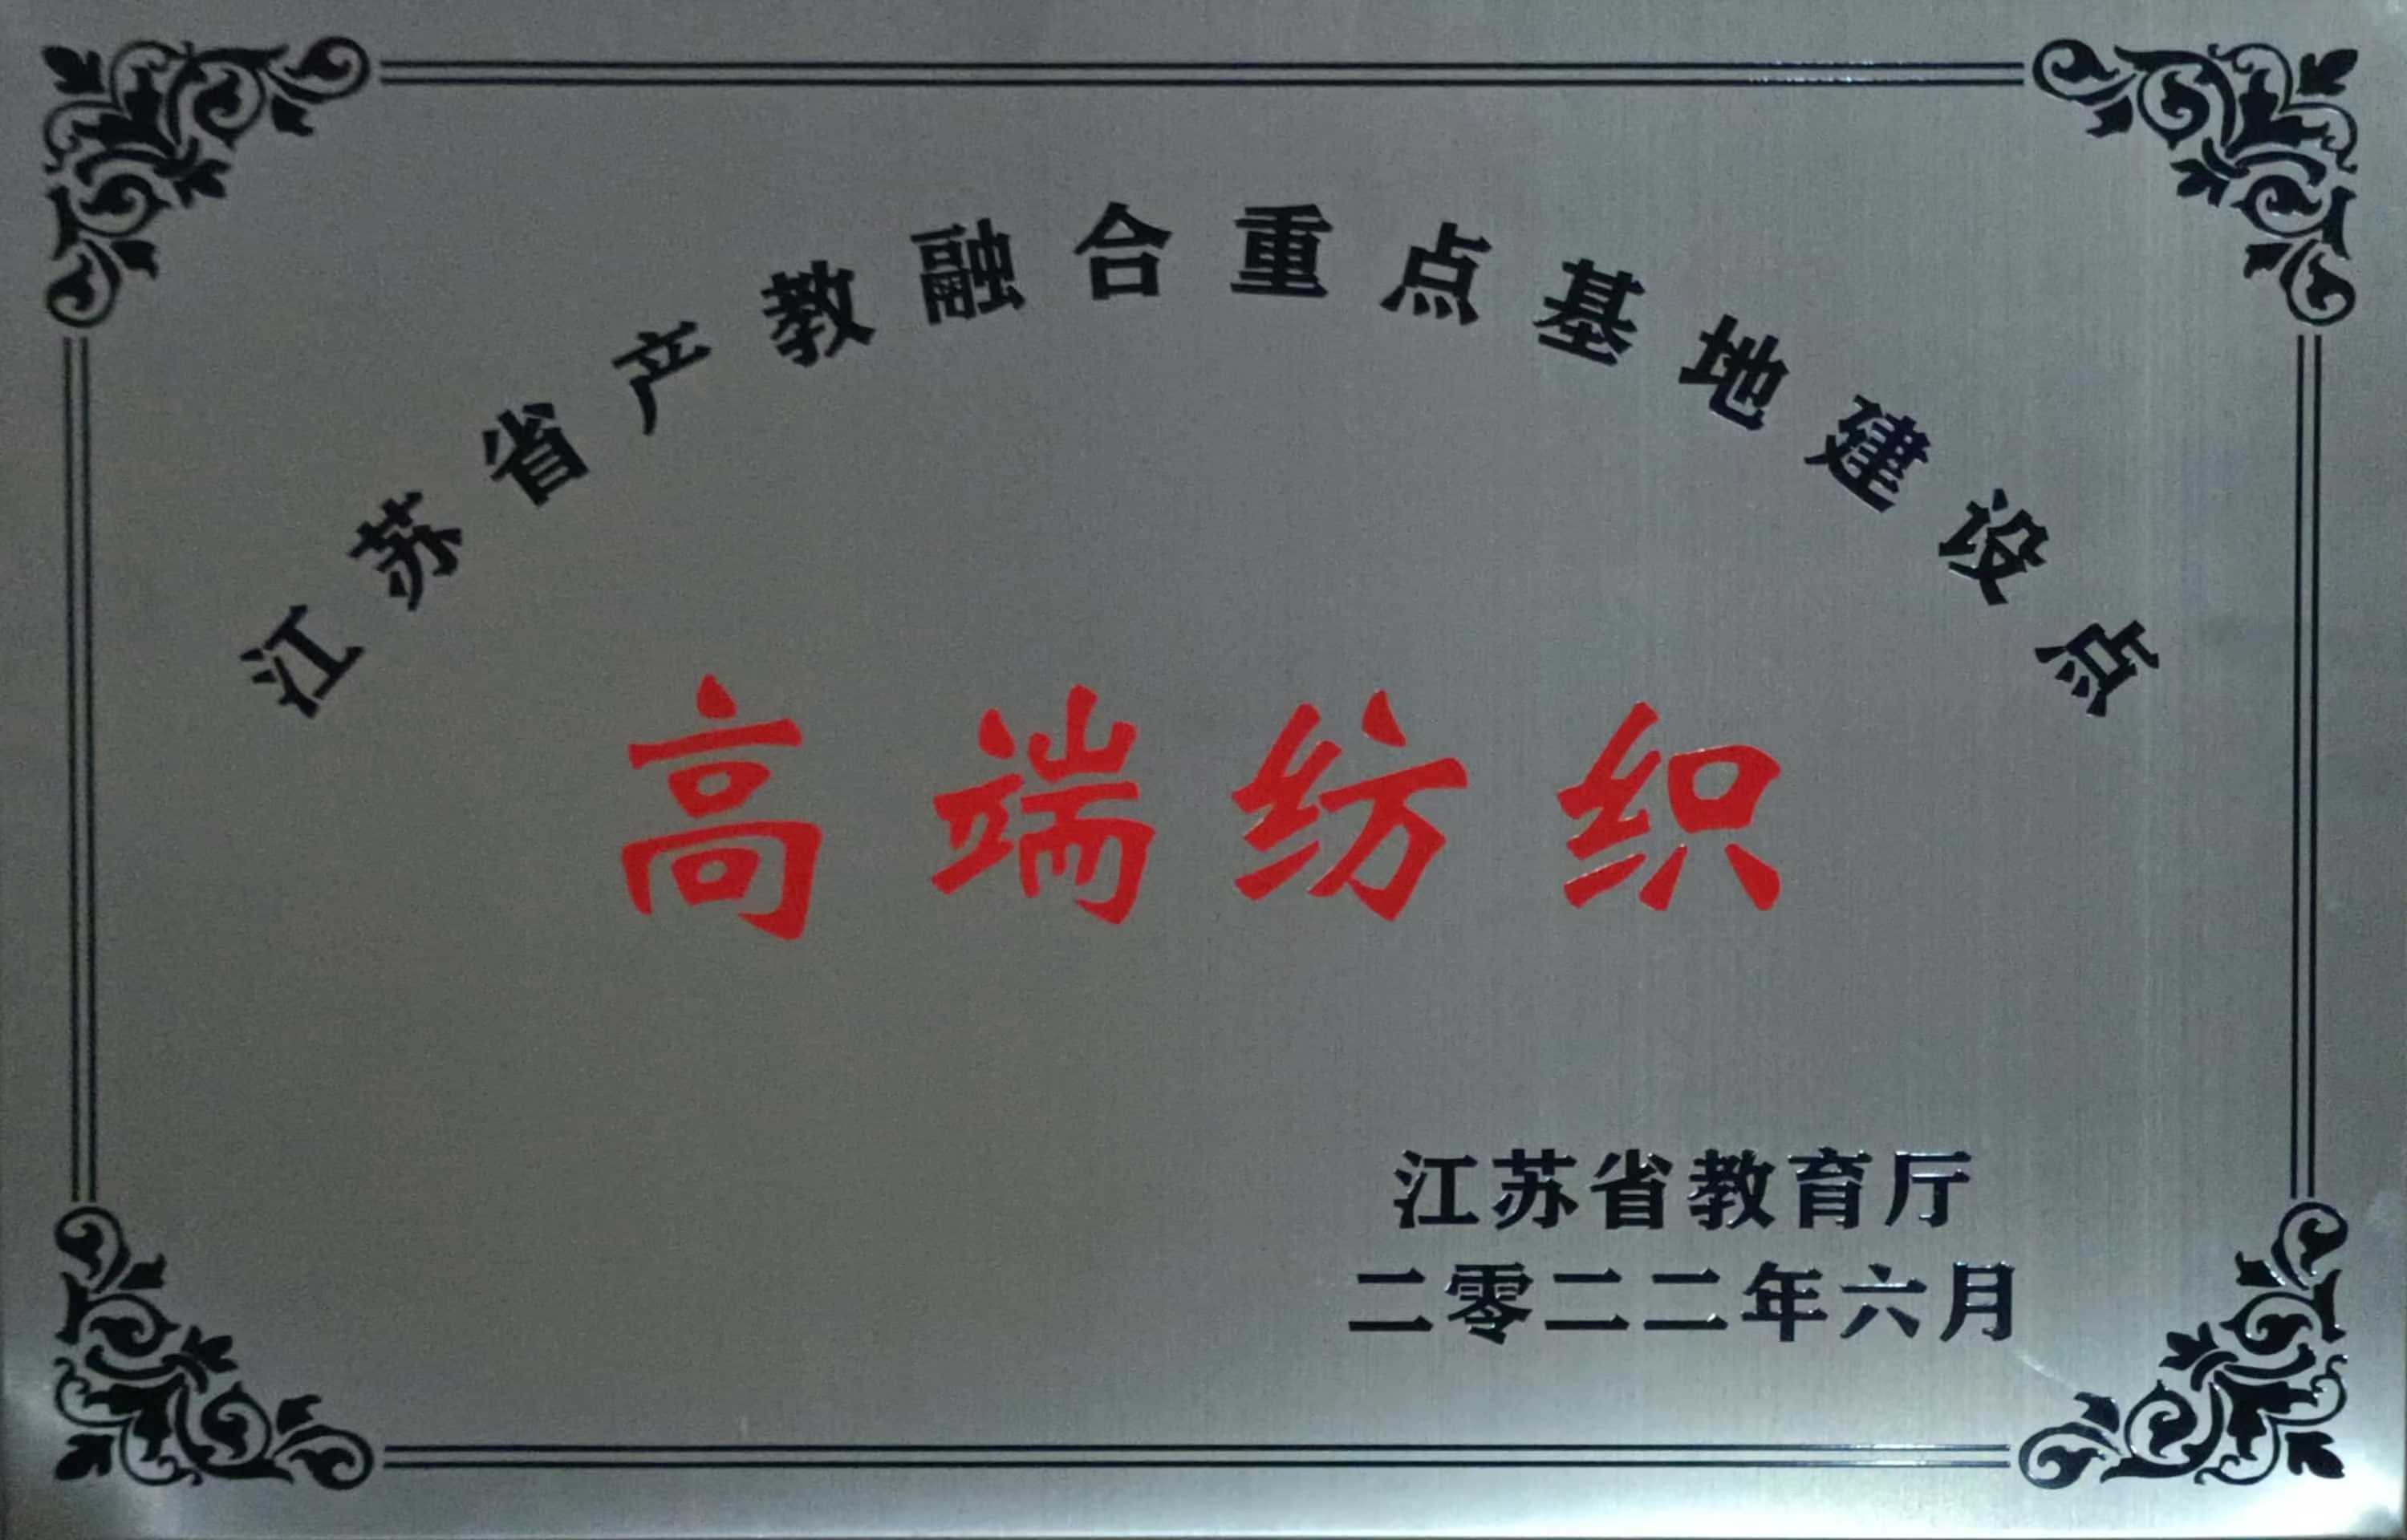 江苏省产教融合重点基地建设点
高端纺织
江苏省教育厅
二零二二年六月